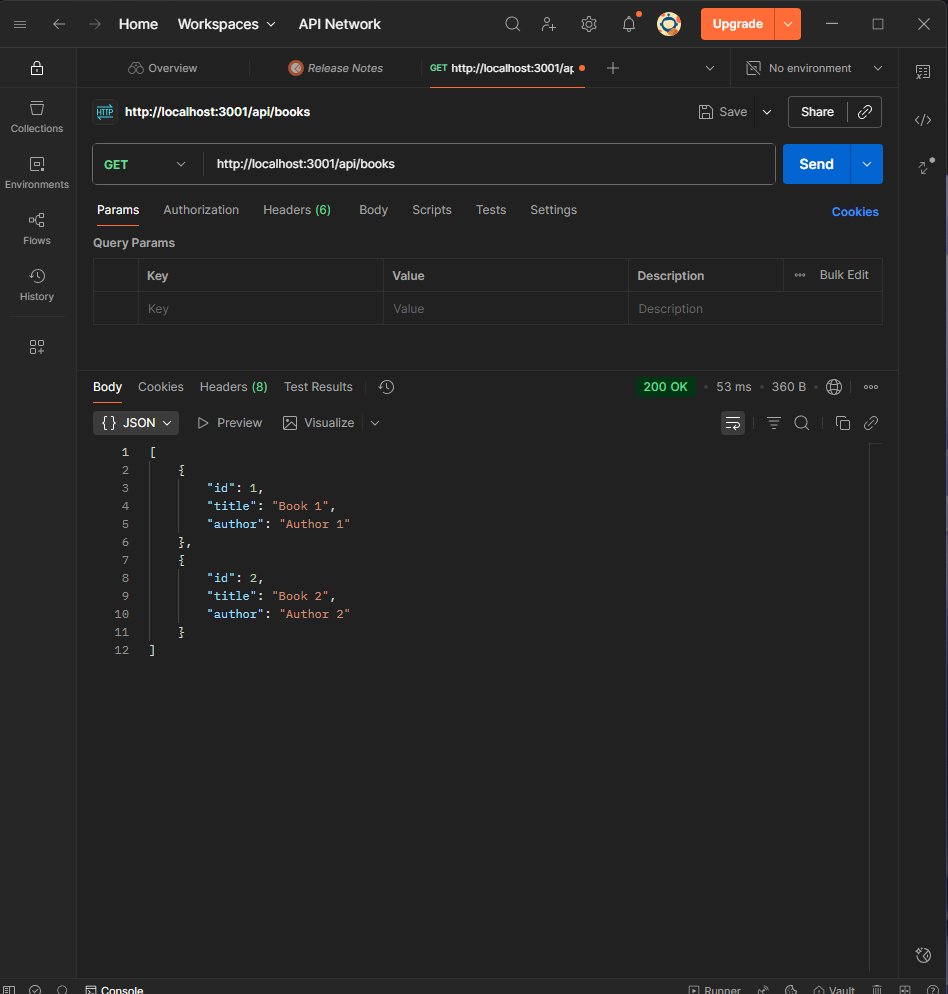 Home Workspaces API Network Upgrade
Overview Release Notes GET http://localhost:3001/ap No environment
HTTP http://localhost:3001/api/books Save Share
Collections
GET http://localhost:3001/api/books Send
Environments
Params Authorization Headers (6) Body Scripts Tests Settings Cookies
Flows
Query Params
Key Value Description ••• Bulk Edit
History
Key Value Description
Body Cookies Headers (8) Test Results 200 OK • 53 ms • 360 B •
{} JSON Preview Visualize
1 [
2 {
3 "id": 1,
4 "title": "Book 1",
5 "author": "Author 1"
6 },
7 {
8 "id": 2,
9 "title": "Book 2",
10 "author": "Author 2"
11 }
12 ]
Console Runner Vault